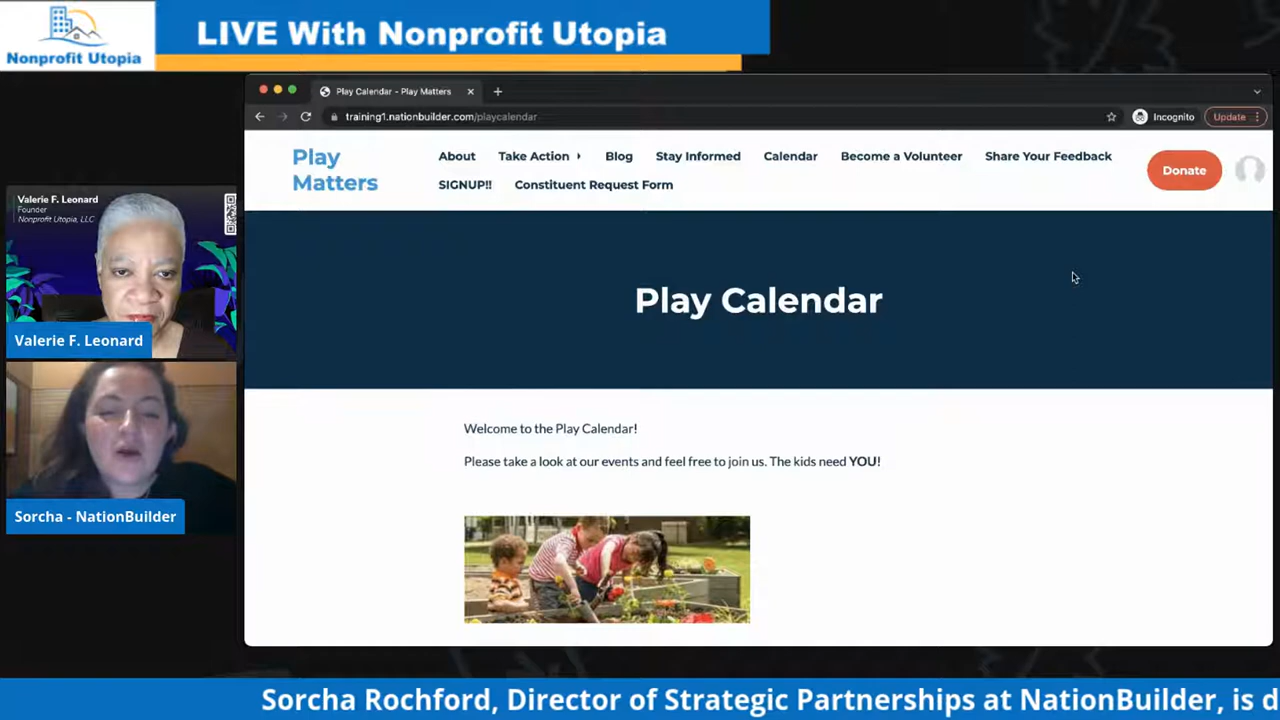 LIVE With Nonprofit Utopia
Nonprofit Utopia
Play Calendar - Play Matters
training1.nationbuilder.com/playcalendar
Incognito
Update
Play
Matters
About Take Action Blog Stay Informed Calendar Become a Volunteer Share Your Feedback
SIGNUP!! Constituent Request Form
Donate
Play Calendar
Welcome to the Play Calendar!
Please take a look at our events and feel free to join us. The kids need YOU!
Valerie F. Leonard
Founder
Nonprofit Utopia, LLC
Valerie F. Leonard
Sorcha - NationBuilder
Sorcha Rochford, Director of Strategic Partnerships at NationBuilder, is d